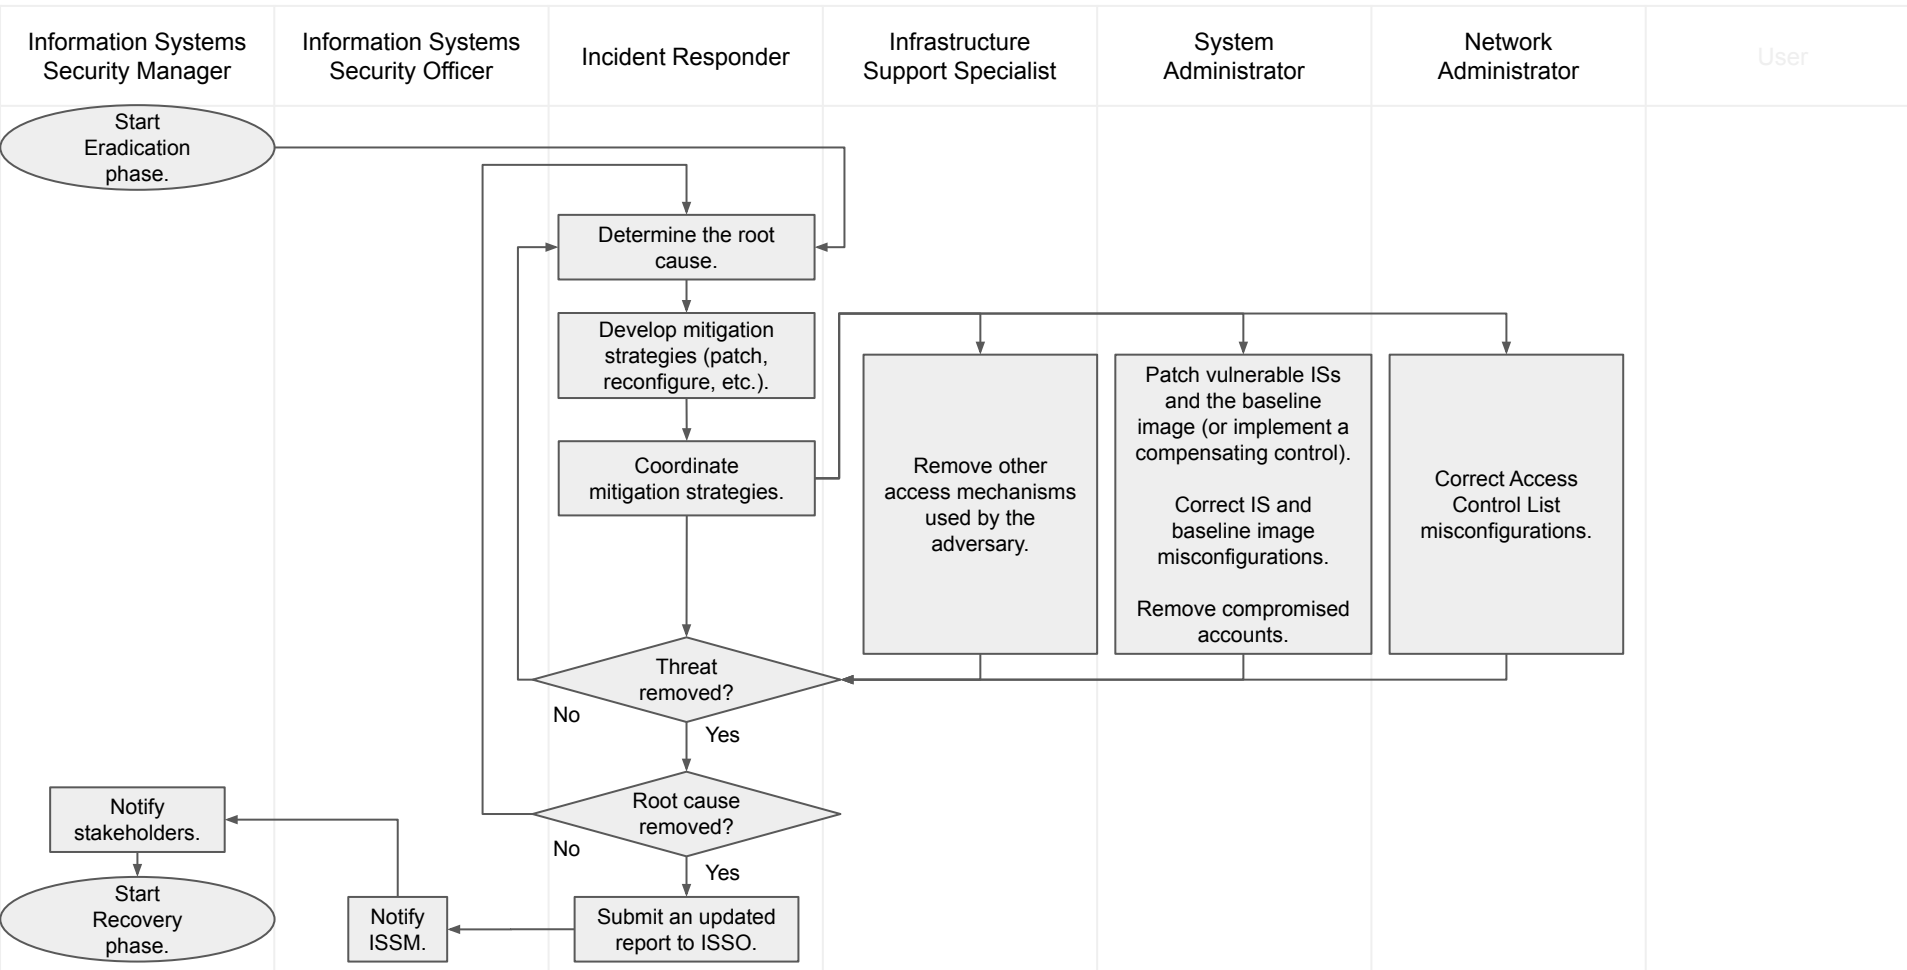 Information Systems
Security Manager
Information Systems
Security Officer
Incident Responder
Infrastructure
Support Specialist
System
Administrator
Network
Administrator
User
Start
Eradication
phase.
Determine the root
cause.
Develop mitigation
strategies (patch,
reconfigure, etc.).
Coordinate
mitigation strategies.
Remove other
access mechanisms
used by the
adversary.
Patch vulnerable ISs
and the baseline
image (or implement a
compensating control).
Correct IS and
baseline image
misconfigurations.
Remove compromised
accounts.
Correct Access
Control List
misconfigurations.
Threat
removed?
No
Yes
Root cause
removed?
No
Yes
Submit an updated
report to ISSO.
Notify
ISSM.
Notify
stakeholders.
Start
Recovery
phase.